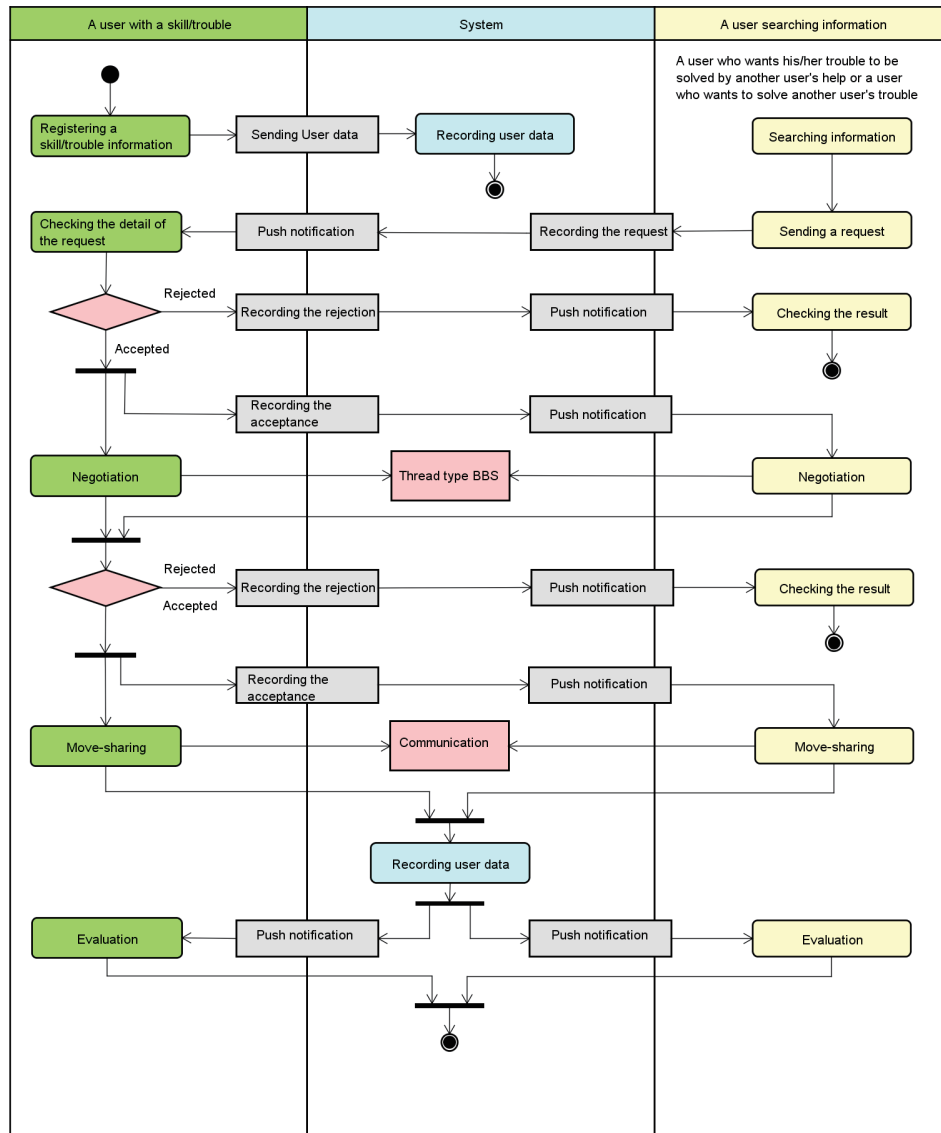 A user with a skill/trouble
System
A user searching information
A user who wants his/her trouble to be
solved by another user's help or a user
who wants to solve another user's trouble
Registering a
skill/trouble information
Sending User data
Recording user data
Searching information
Checking the detail of
the request
Push notification
Recording the request
Sending a request
Rejected
Recording the rejection
Push notification
Checking the result
Accepted
Recording the
acceptance
Push notification
Negotiation
Thread type BBS
Negotiation
Rejected
Recording the rejection
Push notification
Checking the result
Accepted
Recording the
acceptance
Push notification
Move-sharing
Communication
Move-sharing
Recording user data
Evaluation
Push notification
Push notification
Evaluation